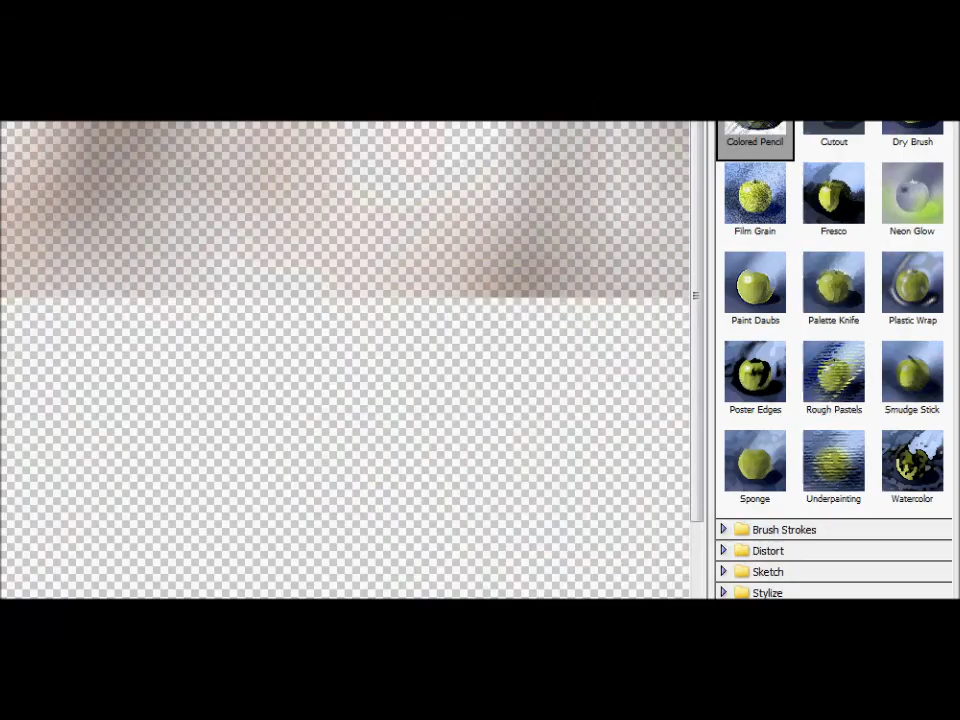 Colored Pencil Cutout Dry Brush
Film Grain Fresco Neon Glow
Paint Daubs Palette Knife Plastic Wrap
Poster Edges Rough Pastels Smudge Stick
Sponge Underpainting Watercolor
Brush Strokes
Distort
Sketch
Stylize